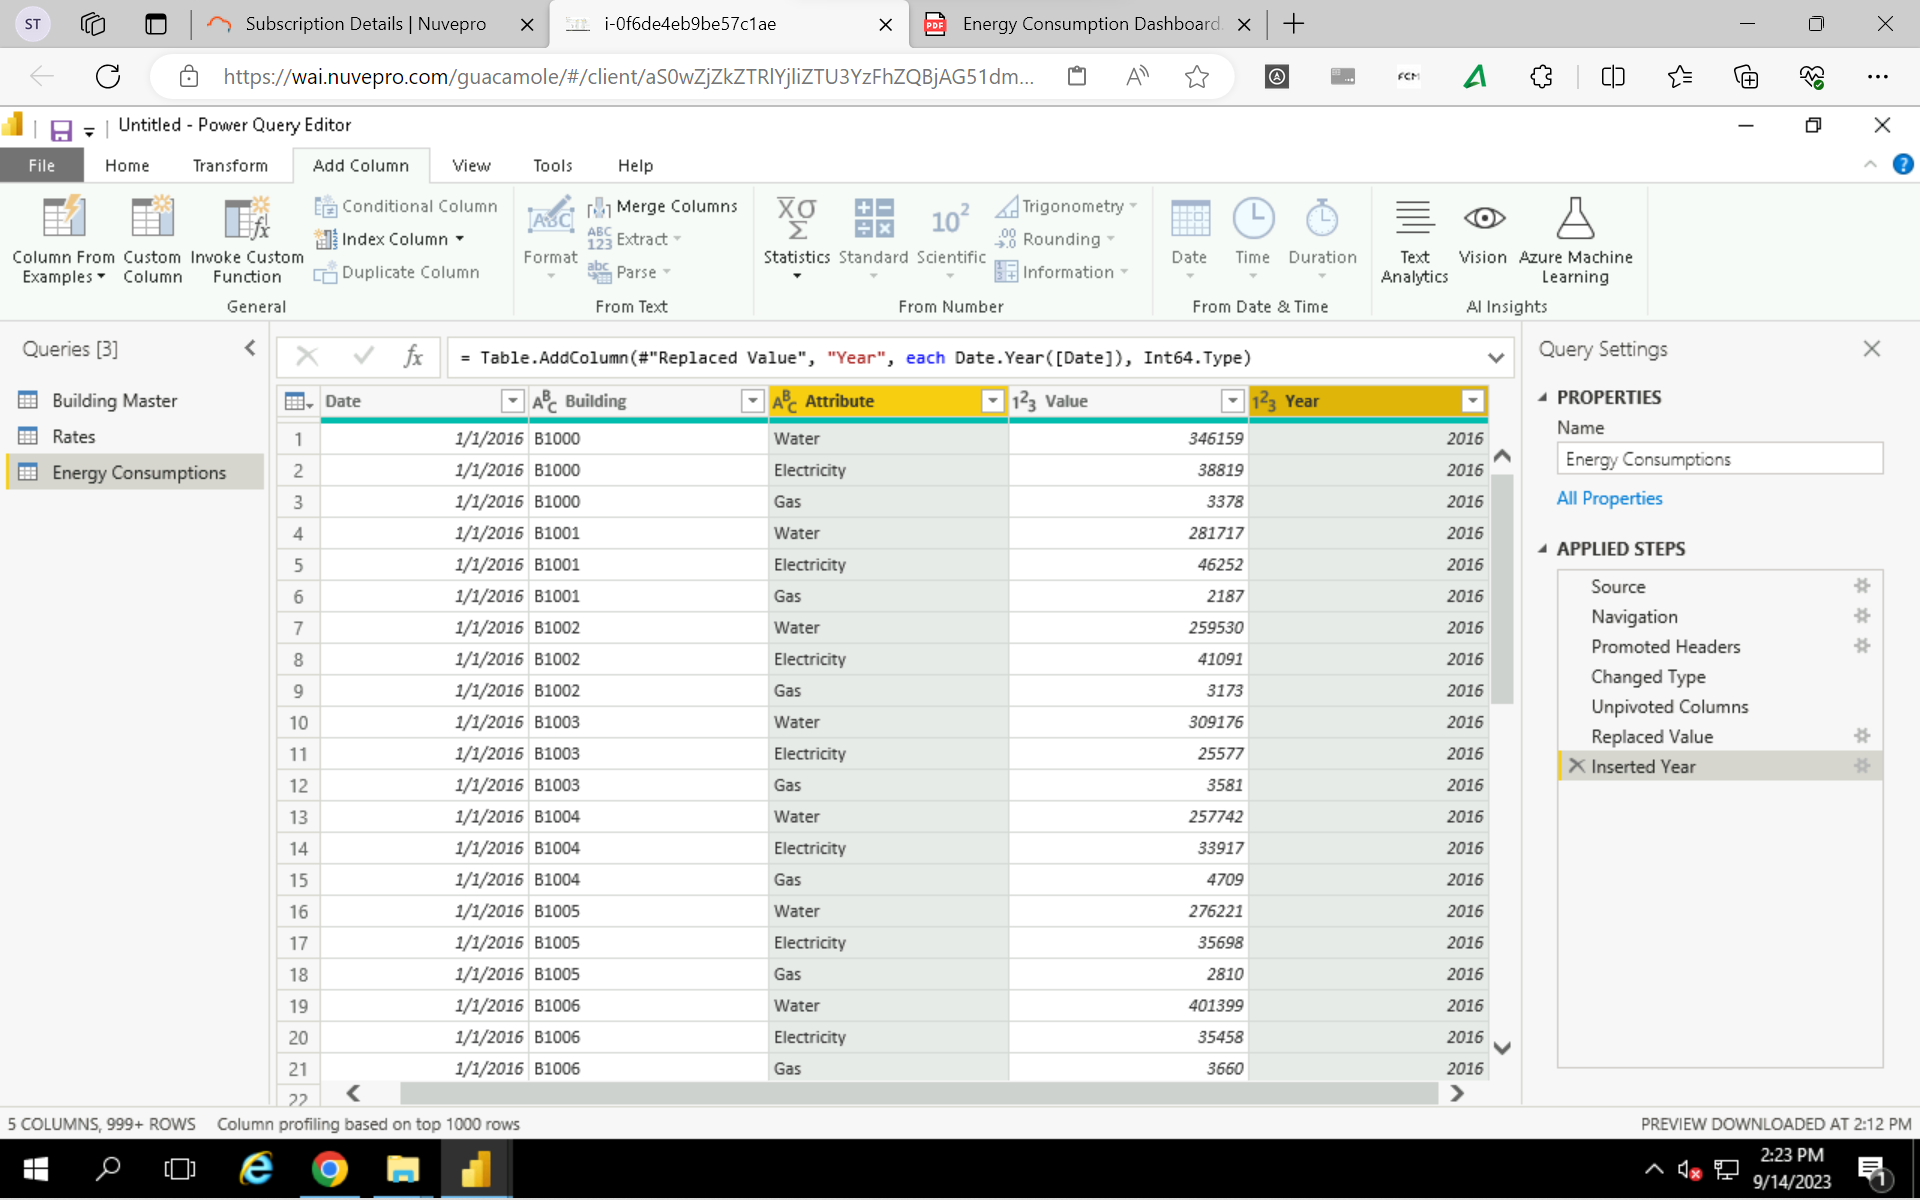 ST
Subscription Details | Nuvepro
i-0f6de4eb9be57c1ae
PDF
Energy Consumption Dashboard.
https://wai.nuvepro.com/guacamole/#/client/aS0wZjZkZTRlYjliZTU3YzFhZQBjAG51dm...
FCM
Untitled - Power Query Editor
File Home Transform Add Column View Tools Help
Column From Examples
Custom Column
Invoke Custom Function
Conditional Column
Index Column
Duplicate Column
General
Format
Merge Columns
Extract
Parse
From Text
Statistics
Standard
Scientific
Trigonometry
Rounding
Information
From Number
Date
Time
Duration
From Date & Time
Text Analytics
Vision
Azure Machine Learning
AI Insights
Queries [3]
Building Master
Rates
Energy Consumptions
= Table.AddColumn(#"Replaced Value", "Year", each Date.Year([Date]), Int64.Type)
Date ABC Building ABC Attribute 123 Value 123 Year
1 1/1/2016 B1000 Water 346159 2016
2 1/1/2016 B1000 Electricity 38819 2016
3 1/1/2016 B1000 Gas 3378 2016
4 1/1/2016 B1001 Water 281717 2016
5 1/1/2016 B1001 Electricity 46252 2016
6 1/1/2016 B1001 Gas 2187 2016
7 1/1/2016 B1002 Water 259530 2016
8 1/1/2016 B1002 Electricity 41091 2016
9 1/1/2016 B1002 Gas 3173 2016
10 1/1/2016 B1003 Water 309176 2016
11 1/1/2016 B1003 Electricity 25577 2016
12 1/1/2016 B1003 Gas 3581 2016
13 1/1/2016 B1004 Water 257742 2016
14 1/1/2016 B1004 Electricity 33917 2016
15 1/1/2016 B1004 Gas 4709 2016
16 1/1/2016 B1005 Water 276221 2016
17 1/1/2016 B1005 Electricity 35698 2016
18 1/1/2016 B1005 Gas 2810 2016
19 1/1/2016 B1006 Water 401399 2016
20 1/1/2016 B1006 Electricity 35458 2016
21 1/1/2016 B1006 Gas 3660 2016
22
Query Settings
PROPERTIES
Name
Energy Consumptions
All Properties
APPLIED STEPS
Source
Navigation
Promoted Headers
Changed Type
Unpivoted Columns
Replaced Value
Inserted Year
5 COLUMNS, 999+ ROWS Column profiling based on top 1000 rows
PREVIEW DOWNLOADED AT 2:12 PM
2:23 PM
9/14/2023
1